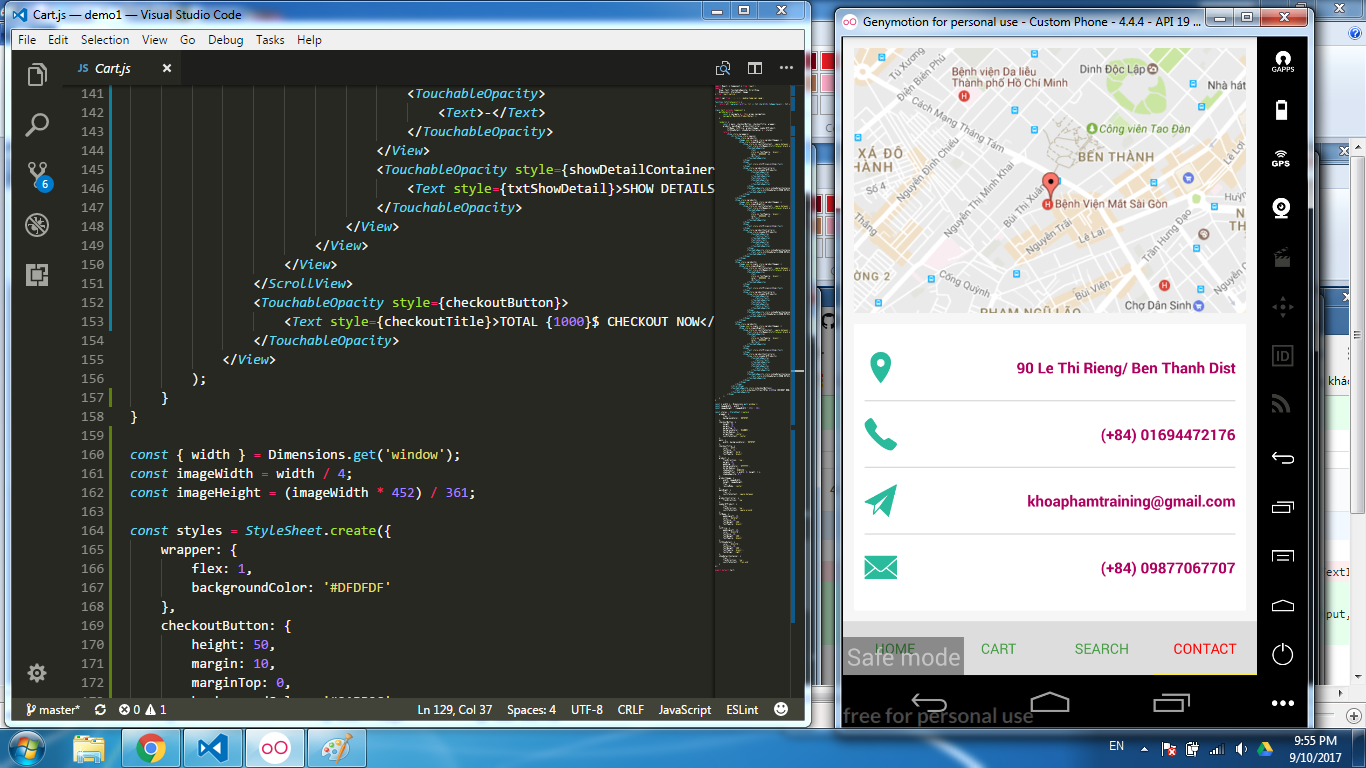 Cart.js — demo1 — Visual Studio Code
File Edit Selection View Go Debug Tasks Help
JS Cart.js
141 <TouchableOpacity>
142 <Text>-</Text>
143 </TouchableOpacity>
144 </View>
145 <TouchableOpacity style={showDetailContainer
146 <Text style={txtShowDetail}>SHOW DETAILS
147 </TouchableOpacity>
148 </View>
149 </View>
150 </View>
151 </ScrollView>
152 <TouchableOpacity style={checkoutButton}>
153 <Text style={checkoutTitle}>TOTAL {1000}$ CHECKOUT NOW</
154 </TouchableOpacity>
155 </View>
156 );
157 }
158 }
159
160 const { width } = Dimensions.get('window');
161 const imageWidth = width / 4;
162 const imageHeight = (imageWidth * 452) / 361;
163
164 const styles = StyleSheet.create({
165 wrapper: {
166 flex: 1,
167 backgroundColor: '#DFDFDF'
168 },
169 checkoutButton: {
170 height: 50,
171 margin: 10,
172 marginTop: 0,
6
master* 0 1 Ln 129, Col 37 Spaces: 4 UTF-8 CRLF JavaScript ESLint
Genymotion for personal use - Custom Phone - 4.4.4 - API 19 ...
Tú Xương
Điện Biên Phủ
Bệnh viện Da liễu
Thành phố Hồ Chí Minh
Dinh Độc Lập
Nhà hát
Cách Mạng Tháng Tám
Công viên Tao Đàn
XÃ ĐÔ
THÀNH
Nguyễn Đình Chiểu
BẾN THÀNH
Số 4
Nguyễn Thị Minh Khai
Bùi Thị Xuân
Bệnh Viện Mắt Sài Gòn
Nguyễn Trãi
Lê Lai
Trần Hưng Đạo
Huỳn
Nguyễ
ỜNG 2
Cống Quỳnh
Bùi Viện
Chợ Dân Sinh
PHẠM NGŨ LÃO
90 Le Thi Rieng/ Ben Thanh Dist
(+84) 01694472176
khoaphamtraining@gmail.com
(+84) 09877067707
HOME CART SEARCH CONTACT
Safe mode
free for personal use
GAPPS
GPS
ID
khác
put,
EN
9:55 PM
9/10/2017